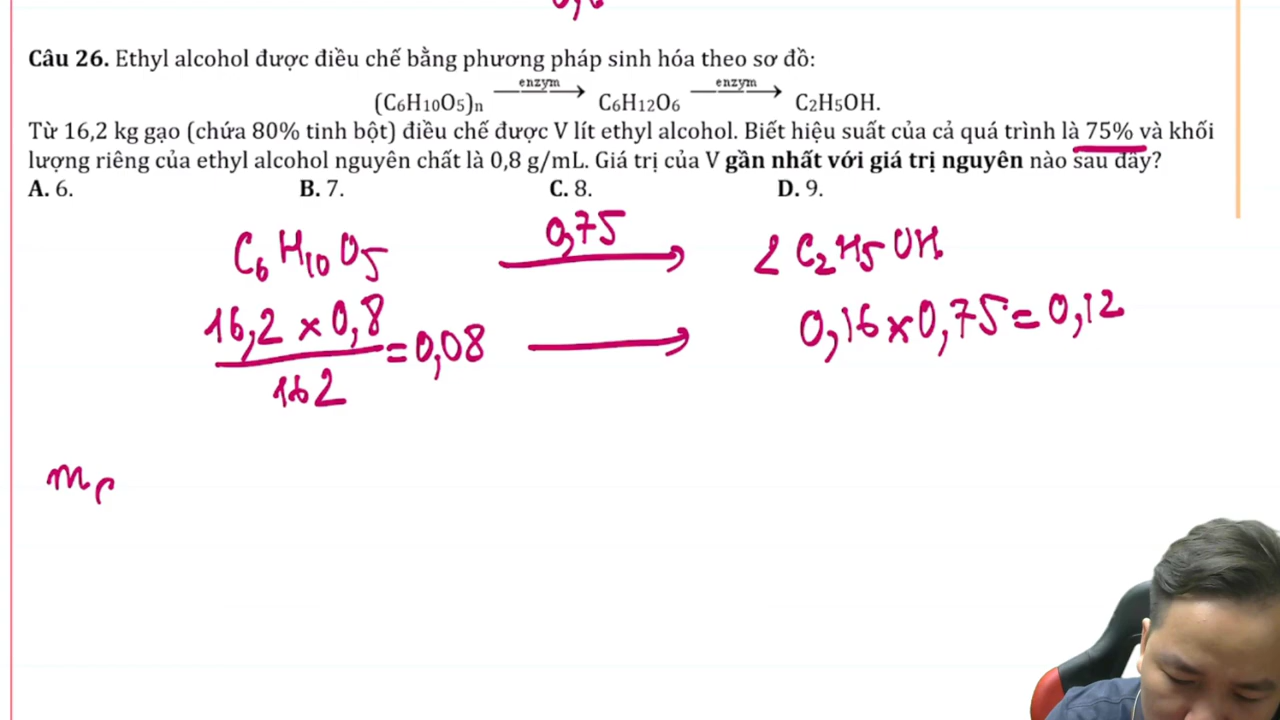 0,6
Câu 26. Ethyl alcohol được điều chế bằng phương pháp sinh hóa theo sơ đồ:
(C6H10O5)n enzym⟶ C6H12O6 enzym⟶ C2H5OH.
Từ 16,2 kg gạo (chứa 80% tinh bột) điều chế được V lít ethyl alcohol. Biết hiệu suất của cả quá trình là 75% và khối
lượng riêng của ethyl alcohol nguyên chất là 0,8 g/mL. Giá trị của V gần nhất với giá trị nguyên nào sau đây?
A. 6. B. 7. C. 8. D. 9.
C6H10O5 0,75⟶ 2C2H5OH
16,2 x 0,8 / 162 = 0,08 ⟶ 0,16 x 0,75 = 0,12
m